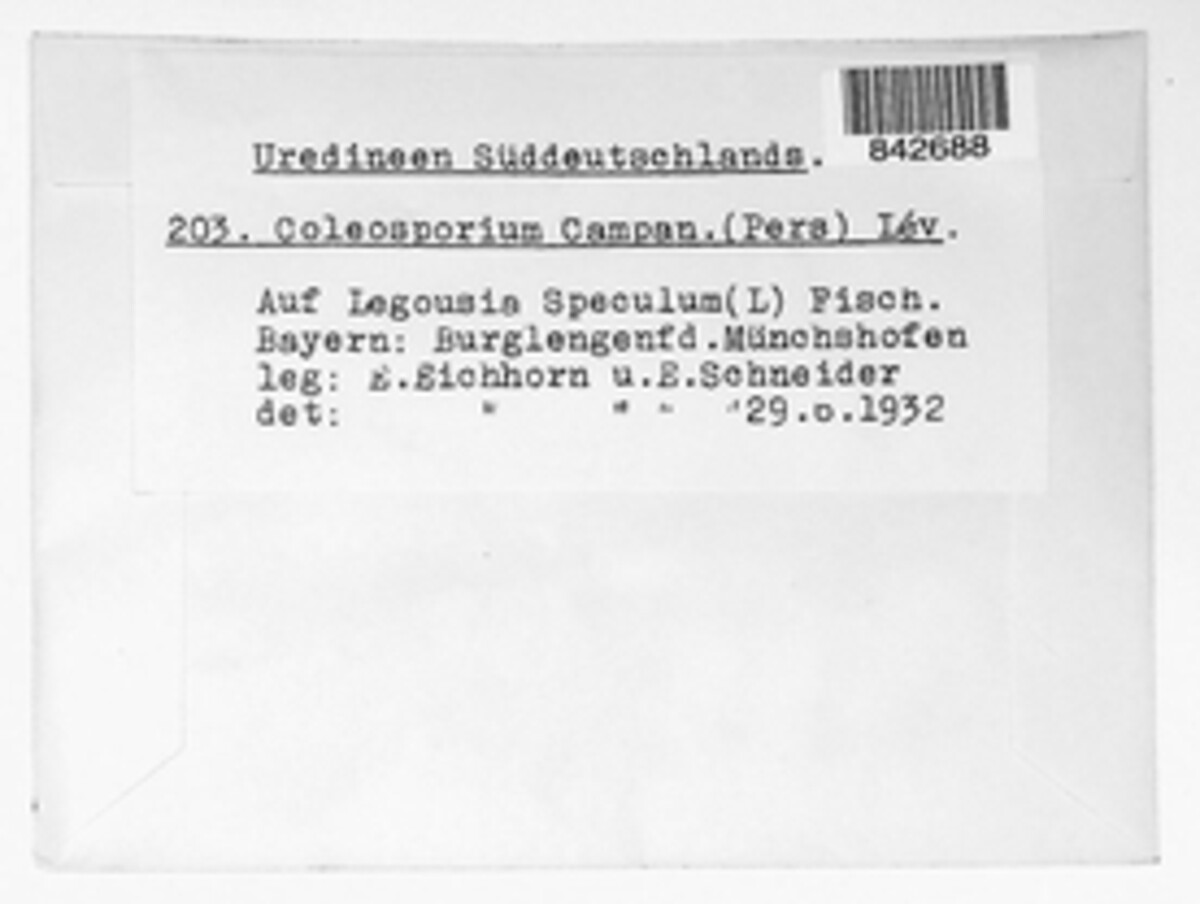 842688
Uredineen Süddeutschlands.
203. Coleosporium Campan.(Pers) Lév.
Auf Legousia Speculum(L) Fisch.
Bayern: Burglengenfd.Münchshofen
leg: E.Eichhorn u.E.Schneider
det: " " " "